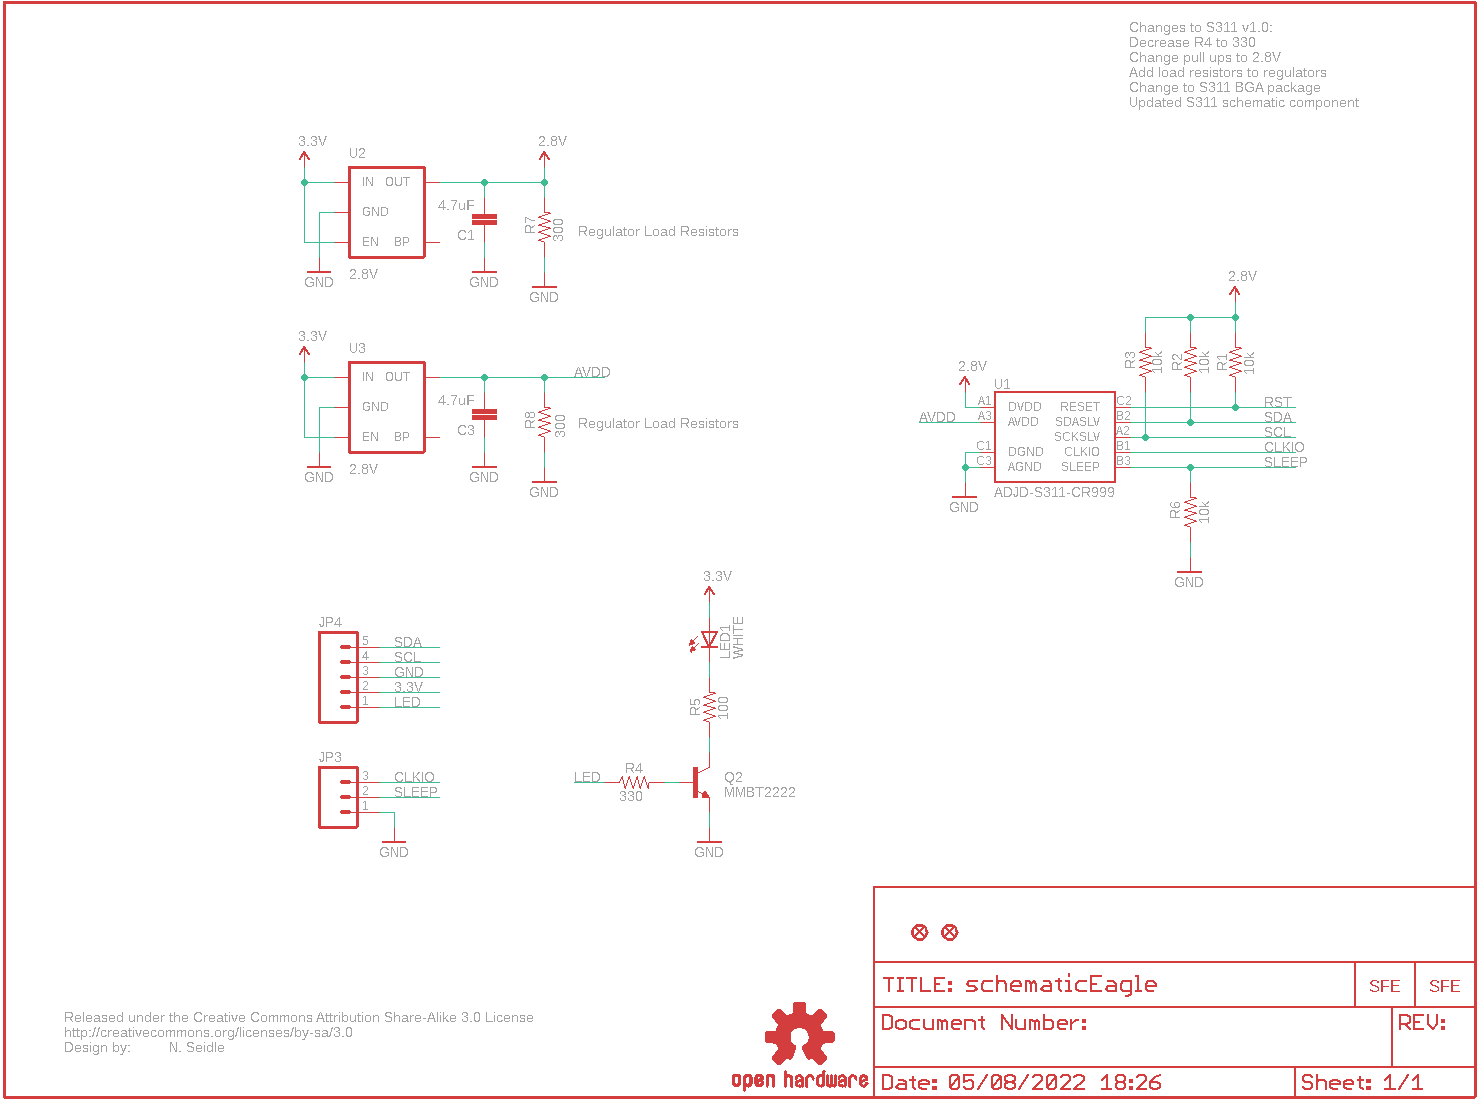 Changes to S311 v1.0:
Decrease R4 to 330
Change pull ups to 2.8V
Add load resistors to regulators
Change to S311 BGA package
Updated S311 schematic component
3.3V
U2
IN OUT
GND
EN BP
2.8V
GND
4.7uF
C1
GND
2.8V
R7
300
GND
Regulator Load Resistors
3.3V
U3
IN OUT
GND
EN BP
2.8V
GND
4.7uF
C3
GND
AVDD
R8
300
GND
Regulator Load Resistors
2.8V
R3
10k
R2
10k
R1
10k
2.8V
U1
AVDD
A1 DVDD RESET C2 RST
A3 AVDD SDASLV B2 SDA
SCKSLV A2 SCL
C1 DGND CLKIO B1 CLKIO
C3 AGND SLEEP B3 SLEEP
ADJD-S311-CR999
GND
R6
10k
GND
JP4
5 SDA
4 SCL
3 GND
2 3.3V
1 LED
JP3
3 CLKIO
2 SLEEP
1
GND
3.3V
LED1
WHITE
R5
100
LED
R4
330
Q2
MMBT2222
GND
Released under the Creative Commons Attribution Share-Alike 3.0 License
http://creativecommons.org/licenses/by-sa/3.0
Design by: N. Seidle
open hardware
TITLE: schematicEagle
SFE
SFE
Document Number:
REV:
Date: 05/08/2022 18:26
Sheet: 1/1